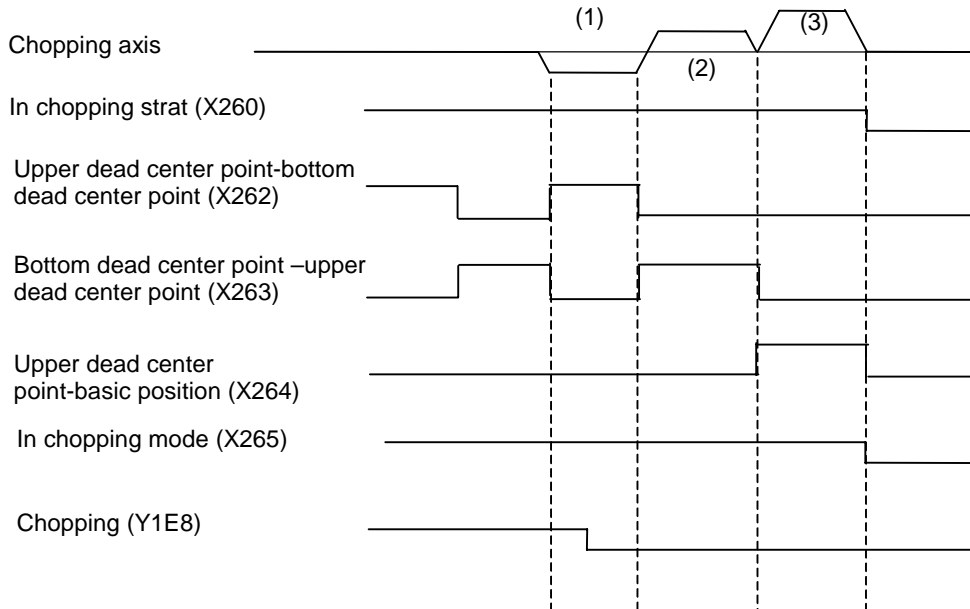 (1)
(3)
Chopping axis
(2)
In chopping strat (X260)
Upper dead center point-bottom
dead center point (X262)
Bottom dead center point –upper
dead center point (X263)
Upper dead center
point-basic position (X264)
In chopping mode (X265)
Chopping (Y1E8)